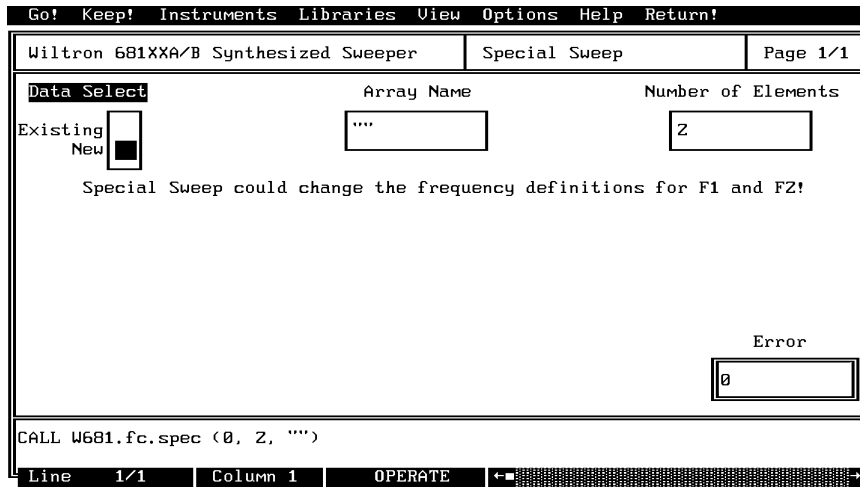 Go! Keep! Instruments Libraries View Options Help Return!
Wiltron 681XXA/B Synthesized Sweeper Special Sweep Page 1/1
Data Select Array Name Number of Elements
Existing "" 2
New
Special Sweep could change the frequency definitions for F1 and F2!
Error
0
CALL W681.fc.spec (0, 2, "")
Line 1/1 Column 1 OPERATE